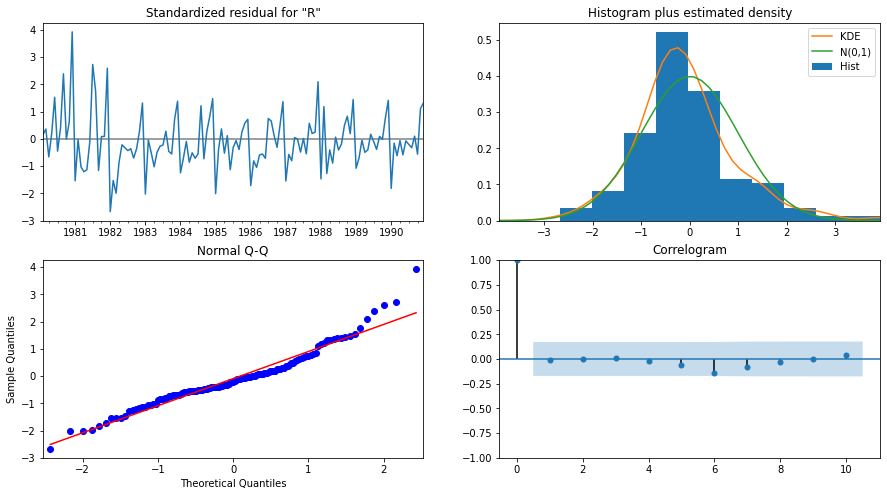 Standardized residual for "R"
4
3
2
1
0
−1
−2
−3
1981 1982 1983 1984 1985 1986 1987 1988 1989 1990
Histogram plus estimated density
KDE
N(0,1)
Hist
0.5
0.4
0.3
0.2
0.1
0.0
−3 −2 −1 0 1 2 3
Normal Q-Q
Sample Quantiles
4
3
2
1
0
−1
−2
−3
−2 −1 0 1 2
Theoretical Quantiles
Correlogram
1.00
0.75
0.50
0.25
0.00
−0.25
−0.50
−0.75
−1.00
0 2 4 6 8 10